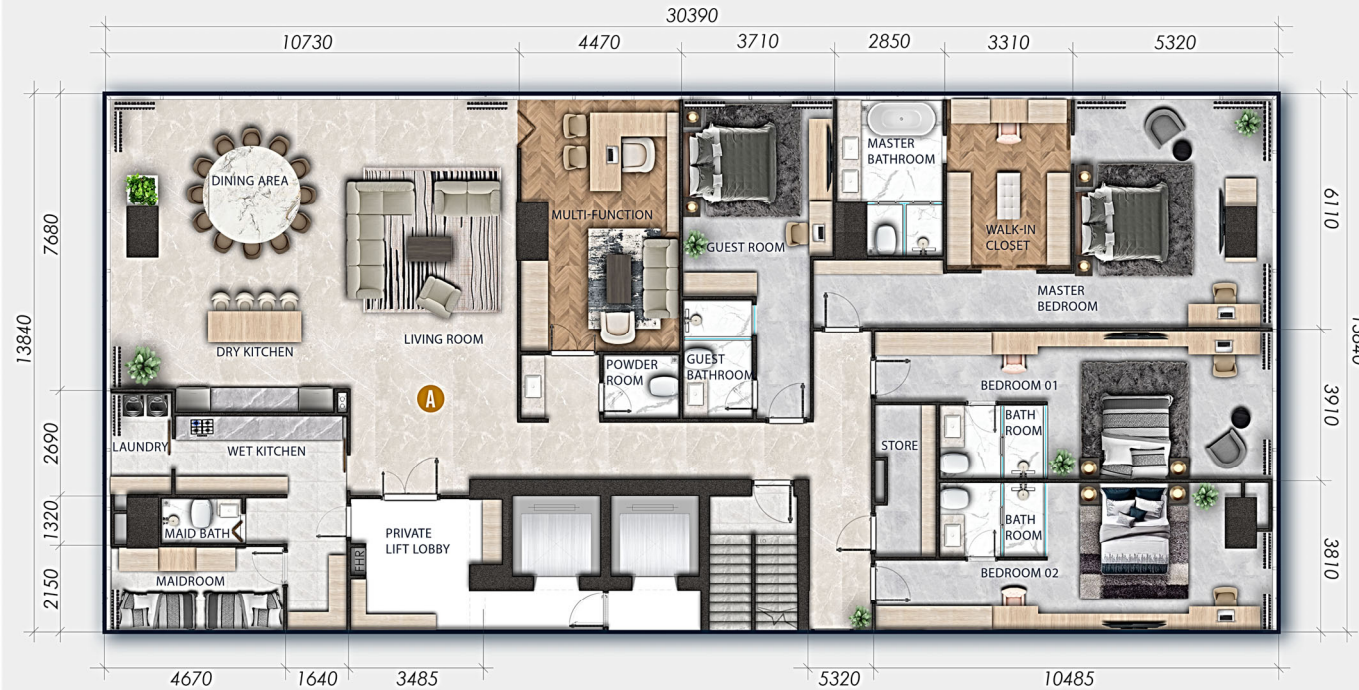 30390
10730
4470
3710
2850
3310
5320
13840
7680
2690
1320
2150
DINING AREA
DRY KITCHEN
LIVING ROOM
A
MULTI-FUNCTION
POWDER
ROOM
GUEST ROOM
GUEST
BATHROOM
MASTER
BATHROOM
WALK-IN
CLOSET
MASTER
BEDROOM
BEDROOM 01
BATH
ROOM
STORE
BATH
ROOM
BEDROOM 02
LAUNDRY
WET KITCHEN
MAID BATH
MAIDROOM
PRIVATE
LIFT LOBBY
FHR
6110
3910
3810
4670
1640
3485
5320
10485